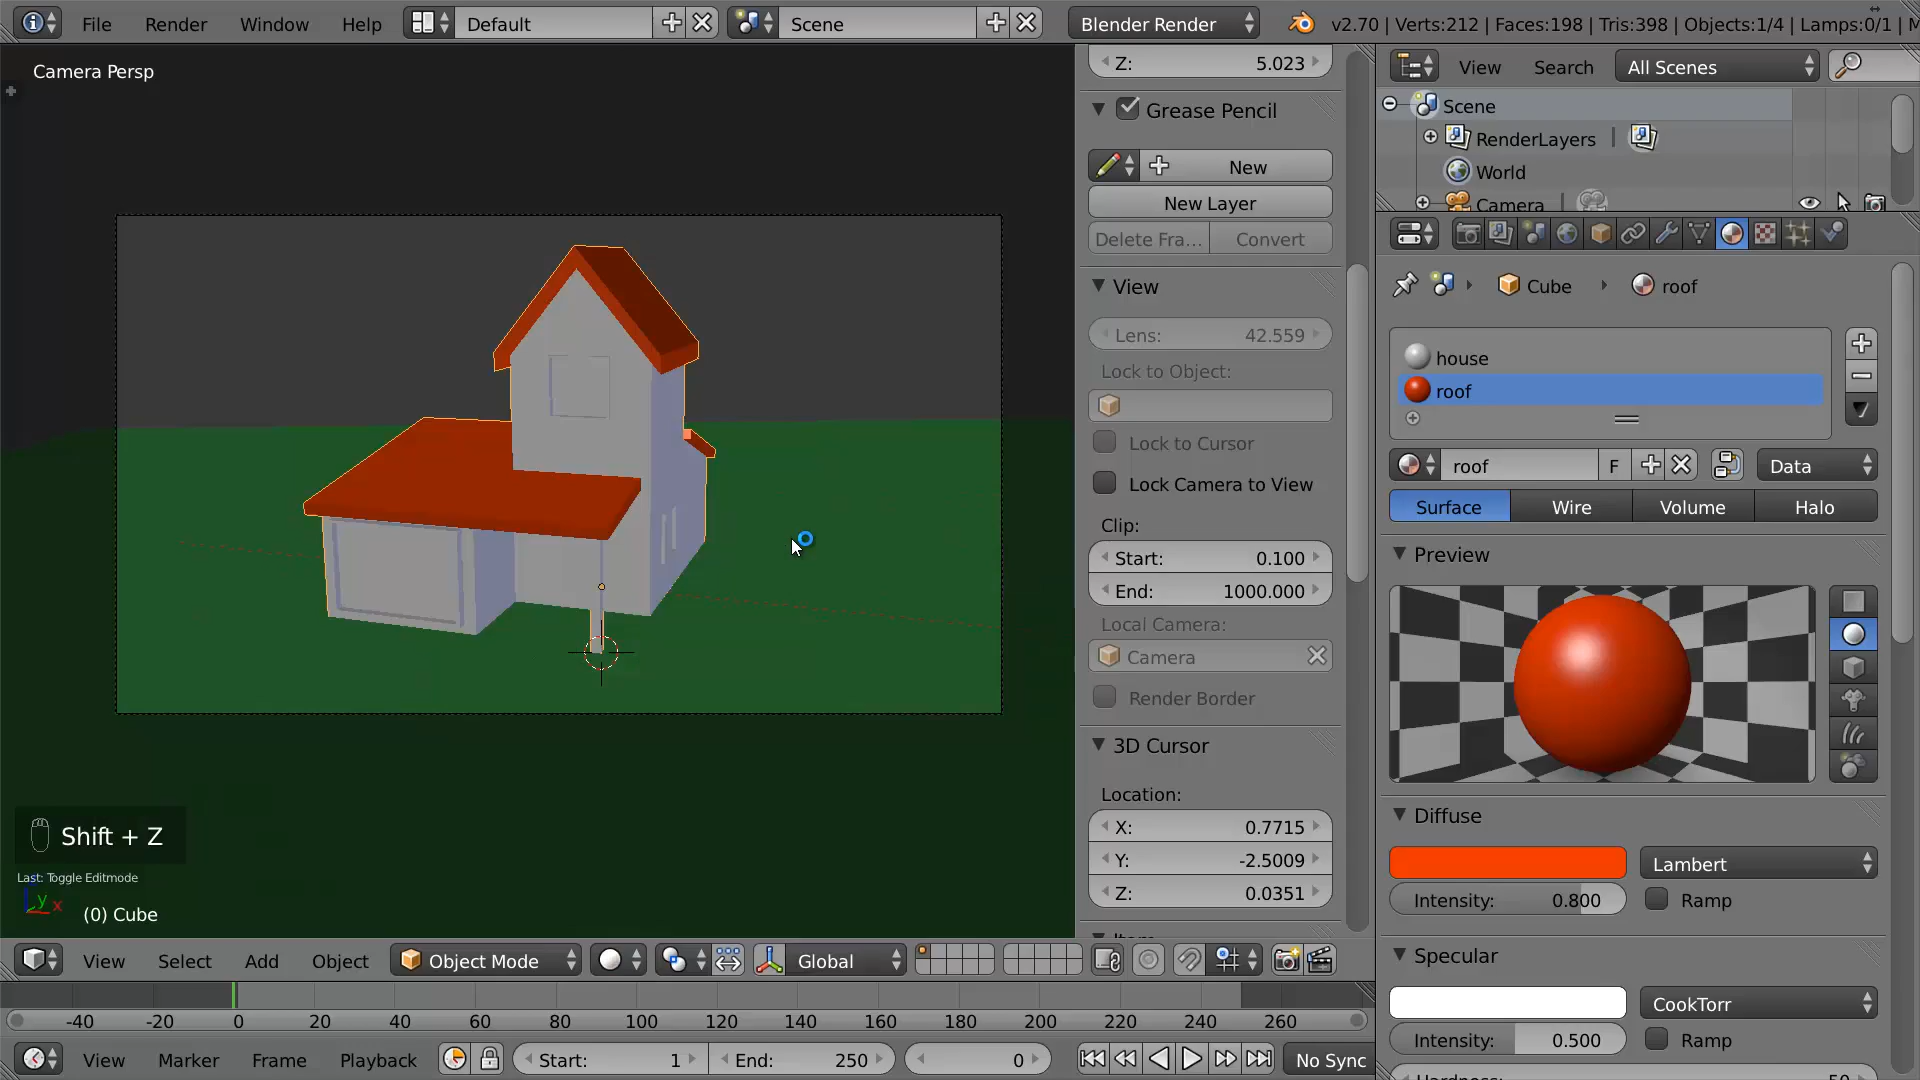 File Render Window Help Default Scene Blender Render v2.70 | Verts:212 | Faces:198 | Tris:398 | Objects:1/4 | Lamps:0/1 | M
Camera Persp
Z: 5.023
Grease Pencil
New
New Layer
Delete Fra... Convert
View
Lens: 42.559
Lock to Object:
Lock to Cursor
Lock Camera to View
Clip:
Start: 0.100
End: 1000.000
Local Camera:
Camera
Render Border
3D Cursor
Location:
X: 0.7715
Y: -2.5009
Z: 0.0351
View Search All Scenes
Scene
RenderLayers |
World
Camera |
Cube roof
house
roof
roof F Data
Surface Wire Volume Halo
Preview
Diffuse
Lambert
Intensity: 0.800 Ramp
Specular
CookTorr
Intensity: 0.500 Ramp
Shift + Z
Last: Toggle Editmode
y x
(0) Cube
View Select Add Object Object Mode Global
-40 -20 0 20 40 60 80 100 120 140 160 180 200 220 240 260
View Marker Frame Playback Start: 1 End: 250 0 No Sync